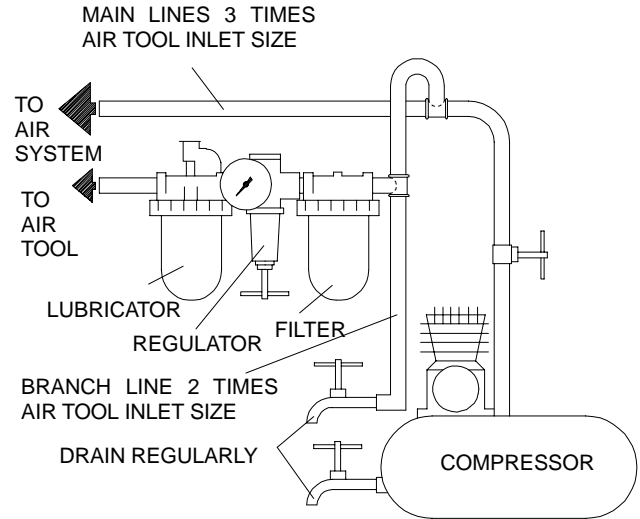 MAIN LINES 3 TIMES
AIR TOOL INLET SIZE
TO
AIR
SYSTEM
TO
AIR
TOOL
LUBRICATOR
REGULATOR
FILTER
BRANCH LINE 2 TIMES
AIR TOOL INLET SIZE
DRAIN REGULARLY
COMPRESSOR